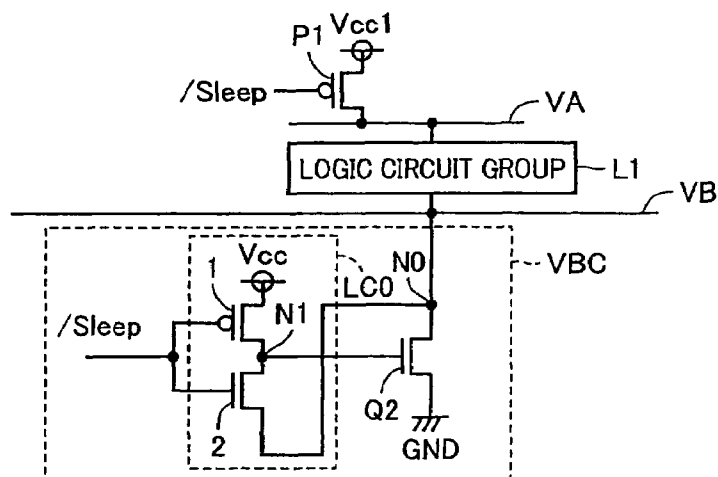 Vcc1
P1
/Sleep
VA
LOGIC CIRCUIT GROUP
L1
VB
Vcc
1
LC0
N0
VBC
/Sleep
N1
Q2
2
GND